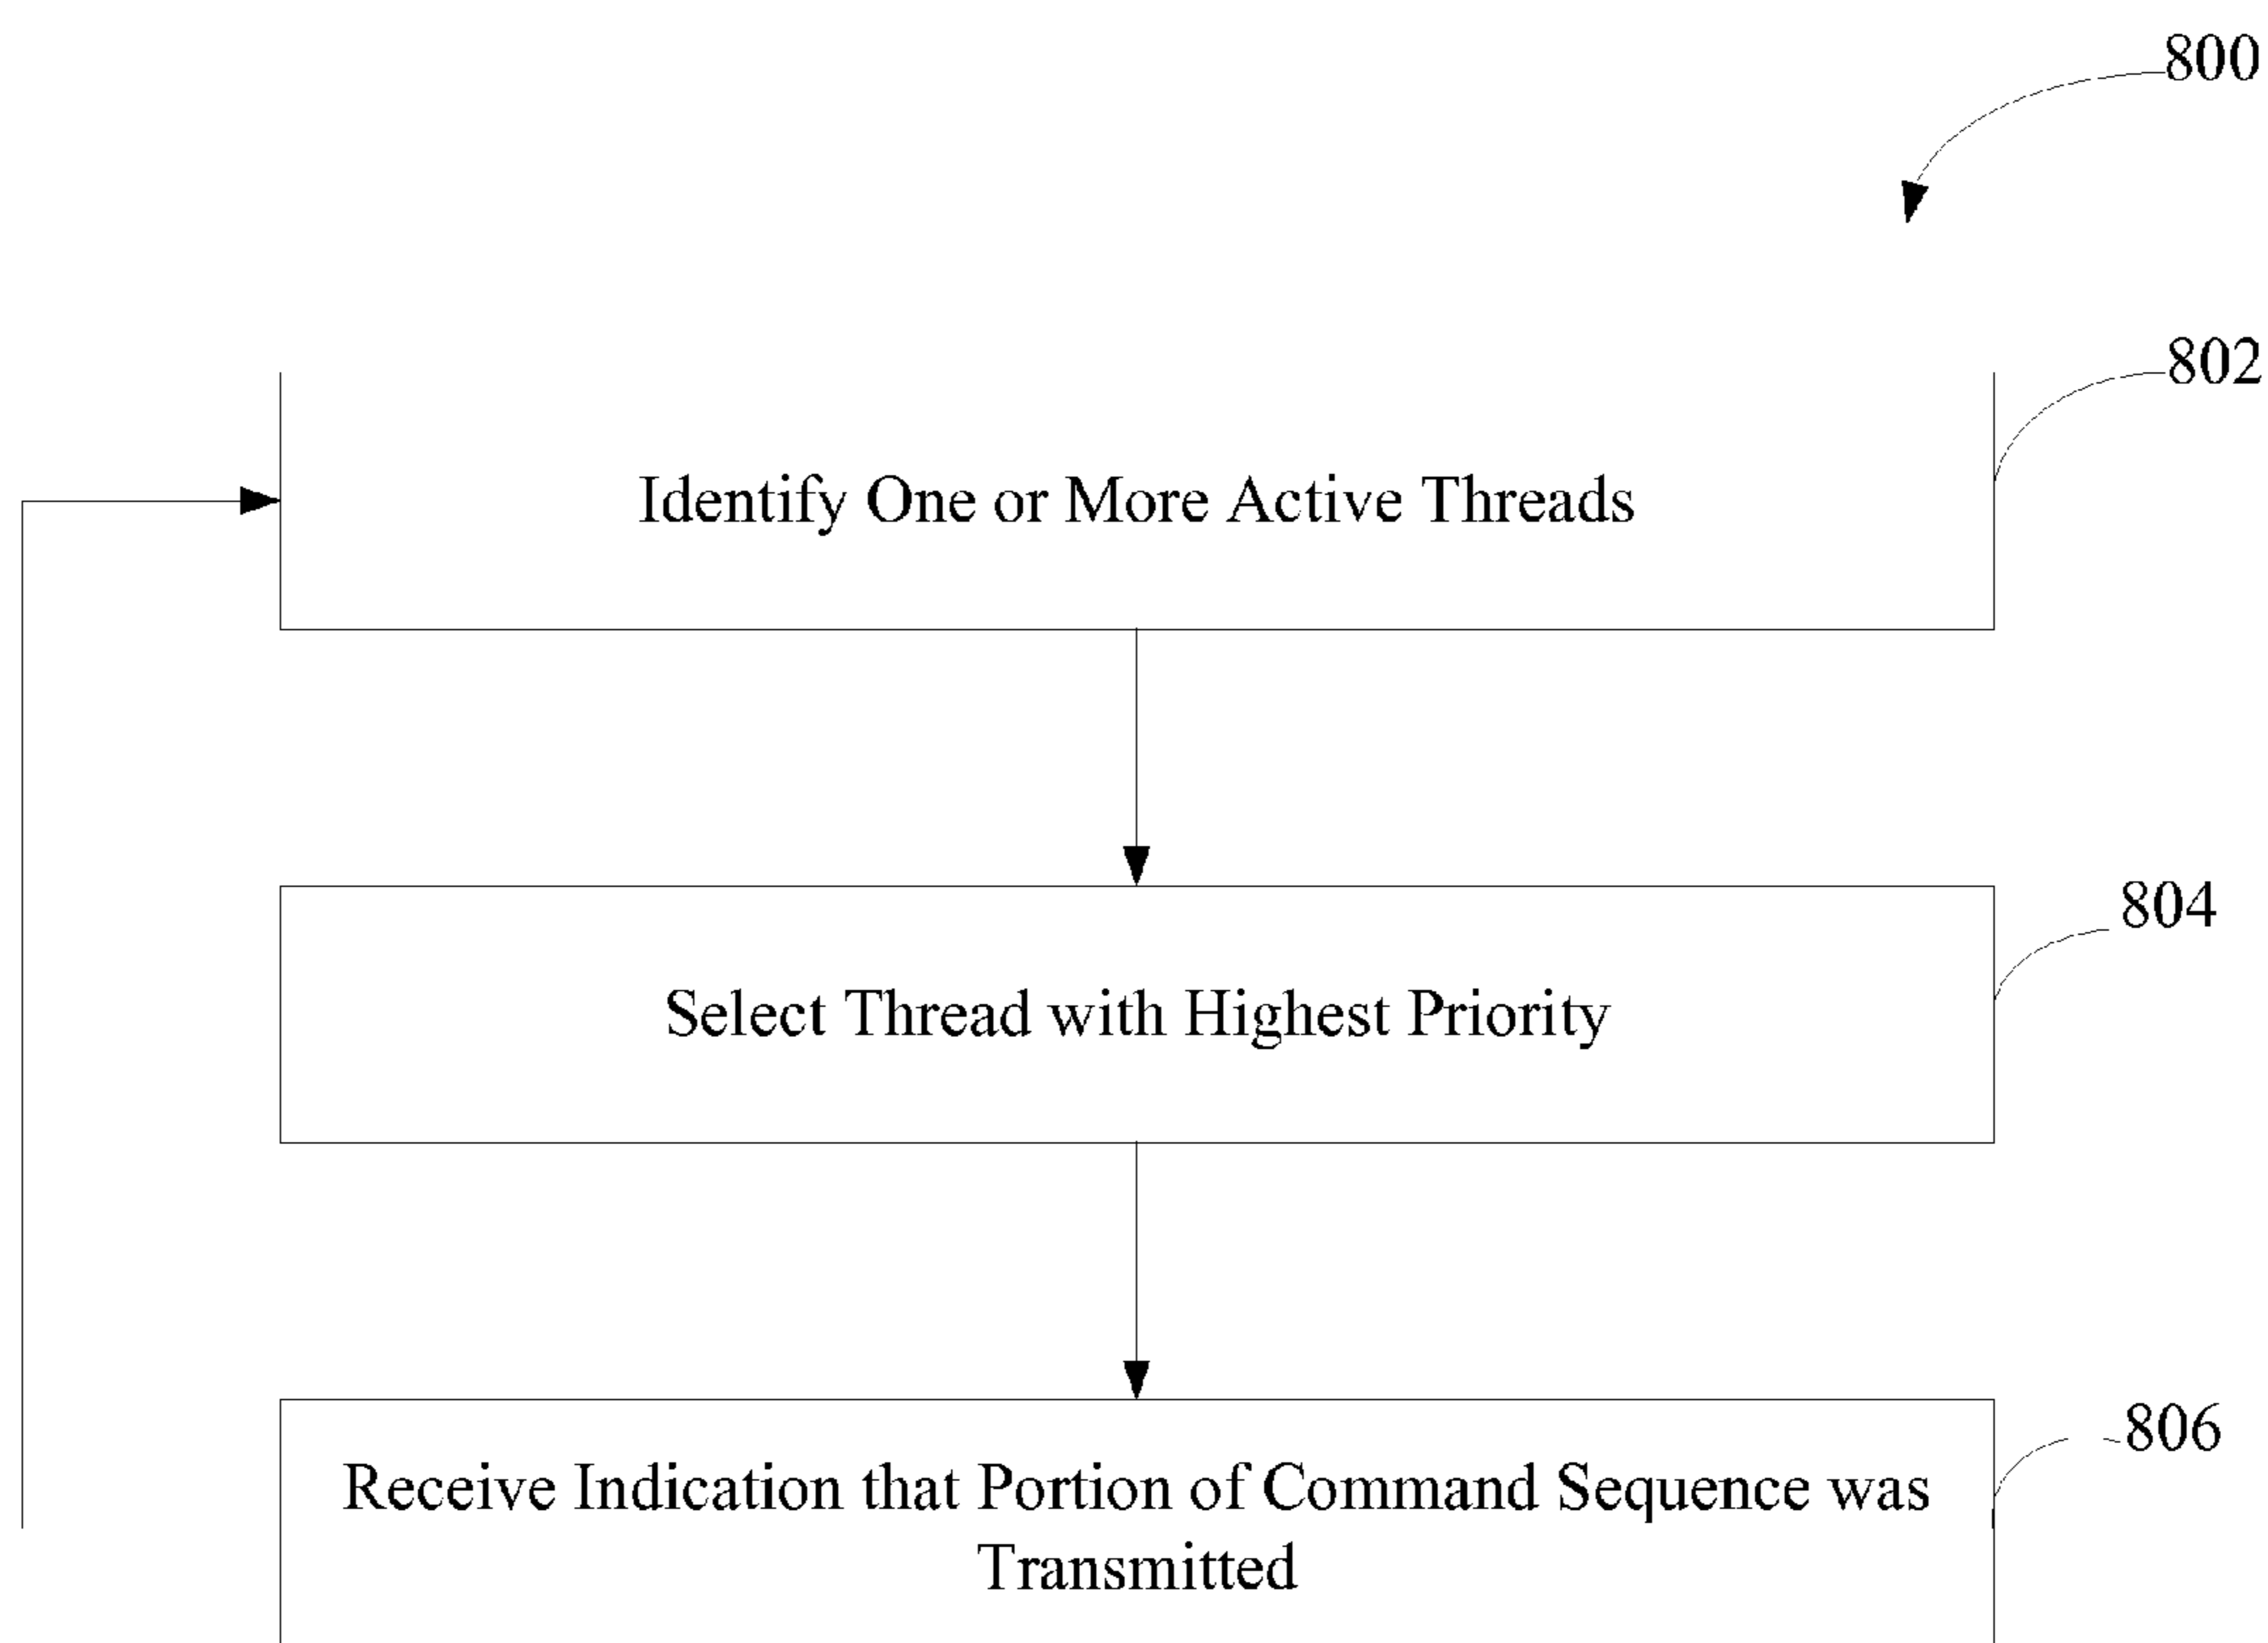 800
802
Identify One or More Active Threads
804
Select Thread with Highest Priority
806
Receive Indication that Portion of Command Sequence was
Transmitted